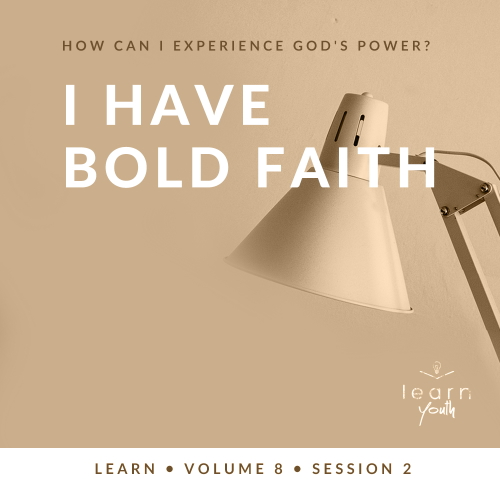 HOW CAN I EXPERIENCE GOD'S POWER?
I HAVE
BOLD FAITH
learn
youth
LEARN • VOLUME 8 • SESSION 2